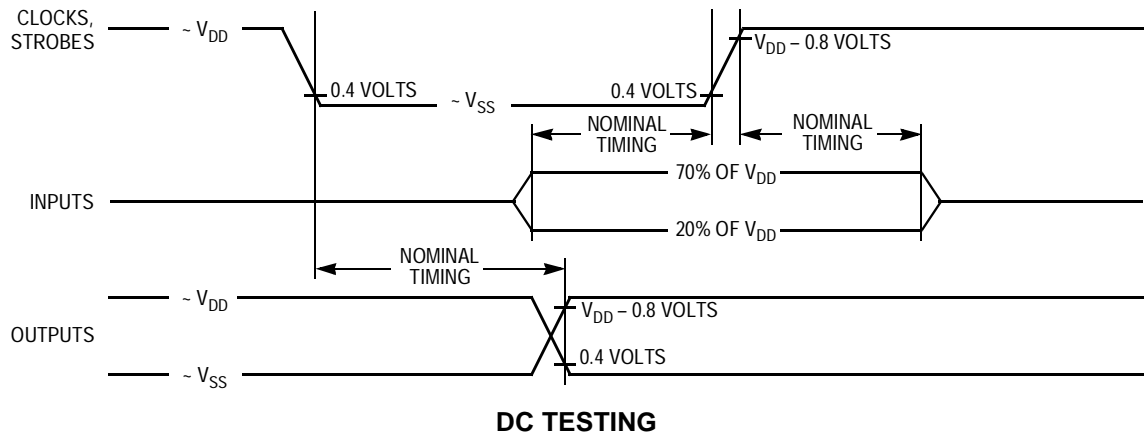 CLOCKS,
STROBES
~ VDD
VDD – 0.8 VOLTS
0.4 VOLTS
~ VSS
0.4 VOLTS
NOMINAL
TIMING
NOMINAL
TIMING
70% OF VDD
INPUTS
20% OF VDD
NOMINAL
TIMING
~ VDD
VDD – 0.8 VOLTS
OUTPUTS
0.4 VOLTS
~ VSS
DC TESTING